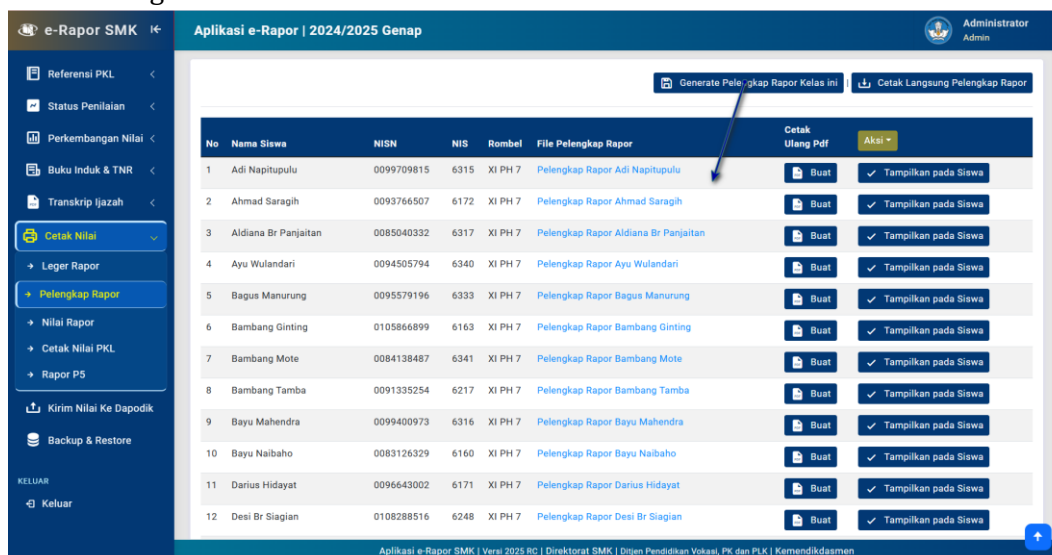 e-Rapor SMK
Aplikasi e-Rapor | 2024/2025 Genap
Administrator
Admin
Referensi PKL
Status Penilaian
Perkembangan Nilai
Buku Induk & TNR
Transkrip Ijazah
Cetak Nilai
Leger Rapor
Pelengkap Rapor
Nilai Rapor
Cetak Nilai PKL
Rapor P5
Kirim Nilai Ke Dapodik
Backup & Restore
KELUAR
Keluar
Generate Pelengkap Rapor Kelas ini | Cetak Langsung Pelengkap Rapor
No Nama Siswa NISN NIS Rombel File Pelengkap Rapor Cetak Ulang Pdf Aksi
1 Adi Napitupulu 0099709815 6315 XI PH 7 Pelengkap Rapor Adi Napitupulu Buat Tampilkan pada Siswa
2 Ahmad Saragih 0093766507 6172 XI PH 7 Pelengkap Rapor Ahmad Saragih Buat Tampilkan pada Siswa
3 Aldiana Br Panjaitan 0085040332 6317 XI PH 7 Pelengkap Rapor Aldiana Br Panjaitan Buat Tampilkan pada Siswa
4 Ayu Wulandari 0094505794 6340 XI PH 7 Pelengkap Rapor Ayu Wulandari Buat Tampilkan pada Siswa
5 Bagus Manurung 0095579196 6333 XI PH 7 Pelengkap Rapor Bagus Manurung Buat Tampilkan pada Siswa
6 Bambang Ginting 0105866899 6163 XI PH 7 Pelengkap Rapor Bambang Ginting Buat Tampilkan pada Siswa
7 Bambang Mote 0084138487 6341 XI PH 7 Pelengkap Rapor Bambang Mote Buat Tampilkan pada Siswa
8 Bambang Tamba 0091335254 6217 XI PH 7 Pelengkap Rapor Bambang Tamba Buat Tampilkan pada Siswa
9 Bayu Mahendra 0099400973 6316 XI PH 7 Pelengkap Rapor Bayu Mahendra Buat Tampilkan pada Siswa
10 Bayu Naibaho 0083126329 6160 XI PH 7 Pelengkap Rapor Bayu Naibaho Buat Tampilkan pada Siswa
11 Darius Hidayat 0096643002 6171 XI PH 7 Pelengkap Rapor Darius Hidayat Buat Tampilkan pada Siswa
12 Desi Br Siagian 0108288516 6248 XI PH 7 Pelengkap Rapor Desi Br Siagian Buat Tampilkan pada Siswa
Aplikasi e-Rapor SMK | Versi 2025 RC | Direktorat SMK | Ditjen Pendidikan Vokasi, PK dan PLK | Kemendikdasmen